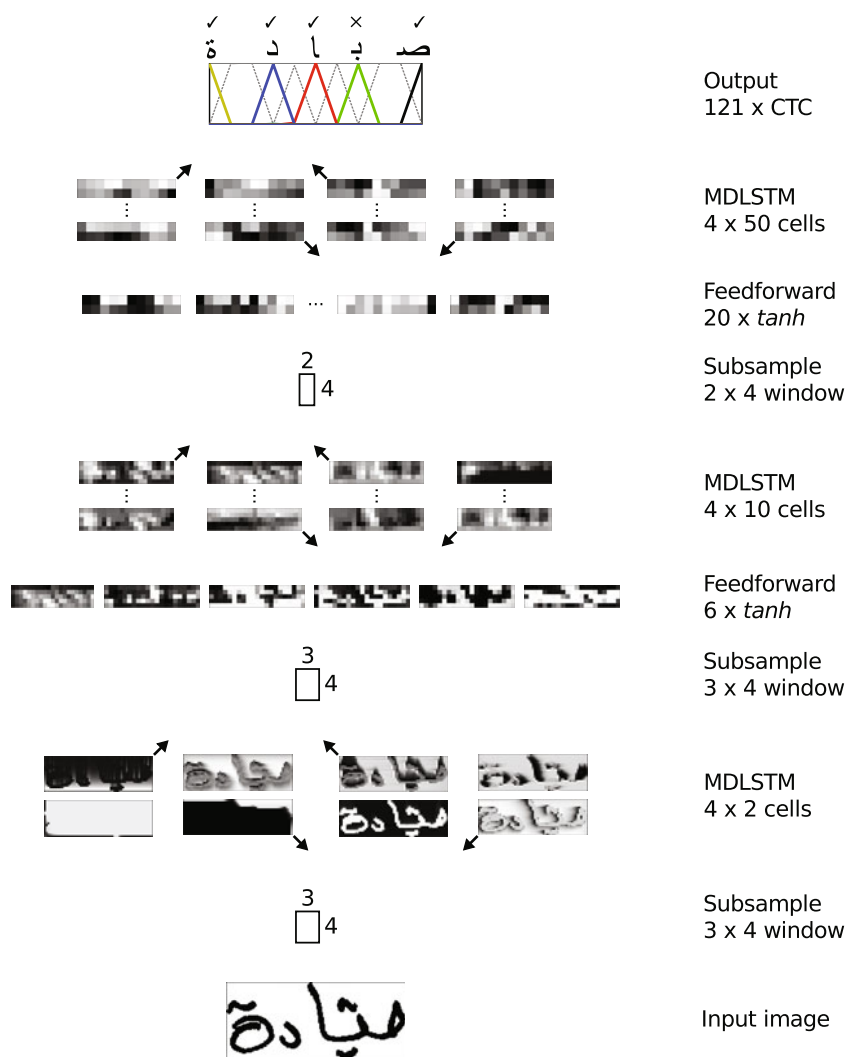 ✓ ✓ ✓ × ✓
صـ بـ ـا د ة
Output
121 x CTC
MDLSTM
4 x 50 cells
...
Feedforward
20 x tanh
2
4
Subsample
2 x 4 window
MDLSTM
4 x 10 cells
Feedforward
6 x tanh
3
4
Subsample
3 x 4 window
MDLSTM
4 x 2 cells
3
4
Subsample
3 x 4 window
Input image